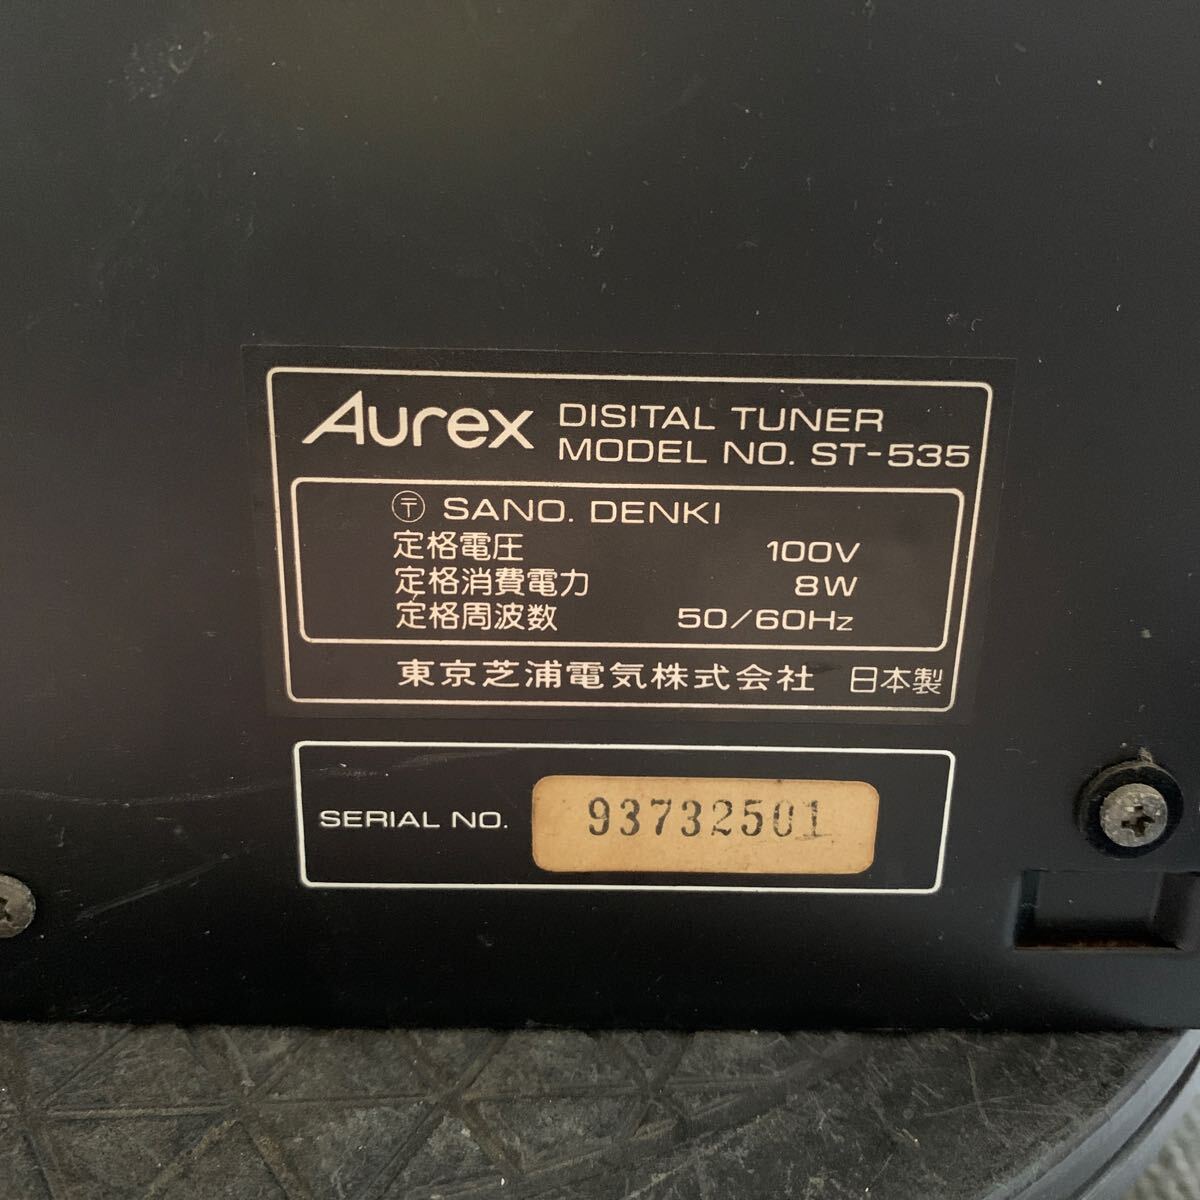 Aurex DISITAL TUNER
MODEL NO. ST-535
〶 SANO. DENKI
定格電圧 100V
定格消費電力 8W
定格周波数 50/60Hz
東京芝浦電気株式会社 日本製
SERIAL NO. 93732501